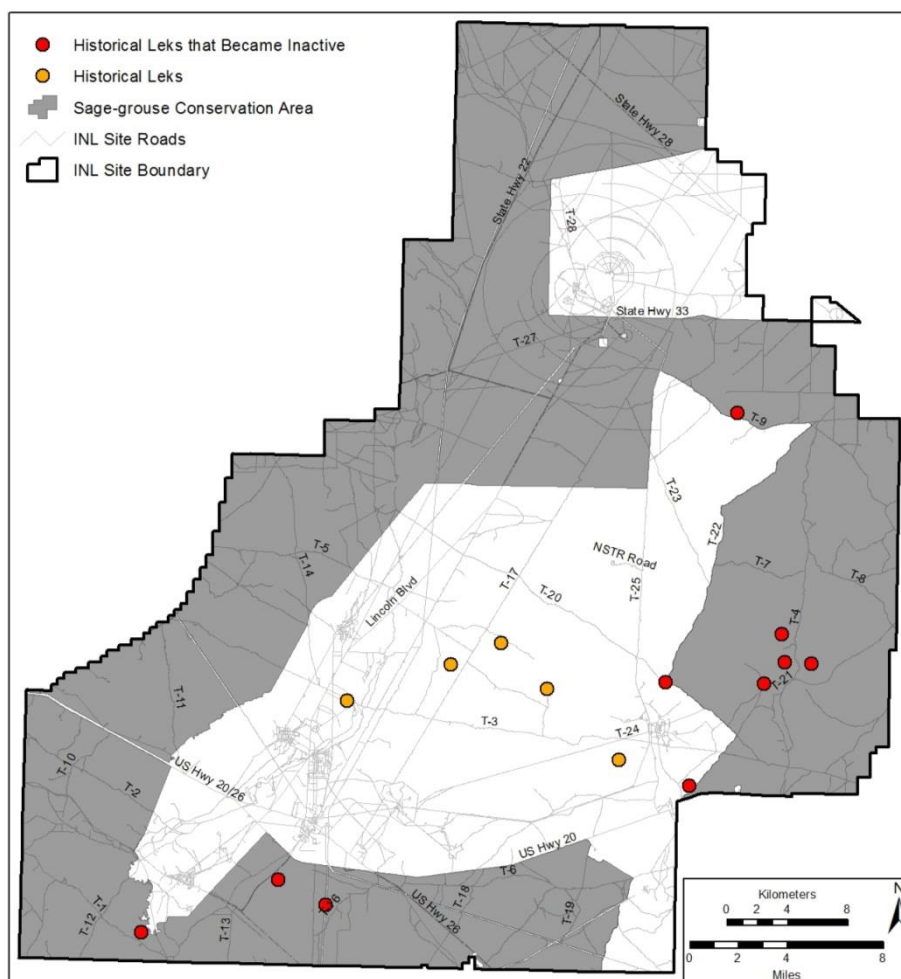 Historical Leks that Became Inactive
Historical Leks
Sage-grouse Conservation Area
INL Site Roads
INL Site Boundary
State Hwy 28
State Hwy 22
T-28
State Hwy 33
T-27
T-9
T-23
T-22
T-5
T-14
NSTR Road
T-7
T-8
T-17
Lincoln Blvd
T-20
T-25
T-4
T-21
T-11
T-3
T-24
T-10
US Hwy 20/26
T-2
US Hwy 20
T-6
T-1
T-12
T-13
T-16
T-18
US Hwy 26
T-19
N
Kilometers
0 2 4 8
0 2 4 8
Miles